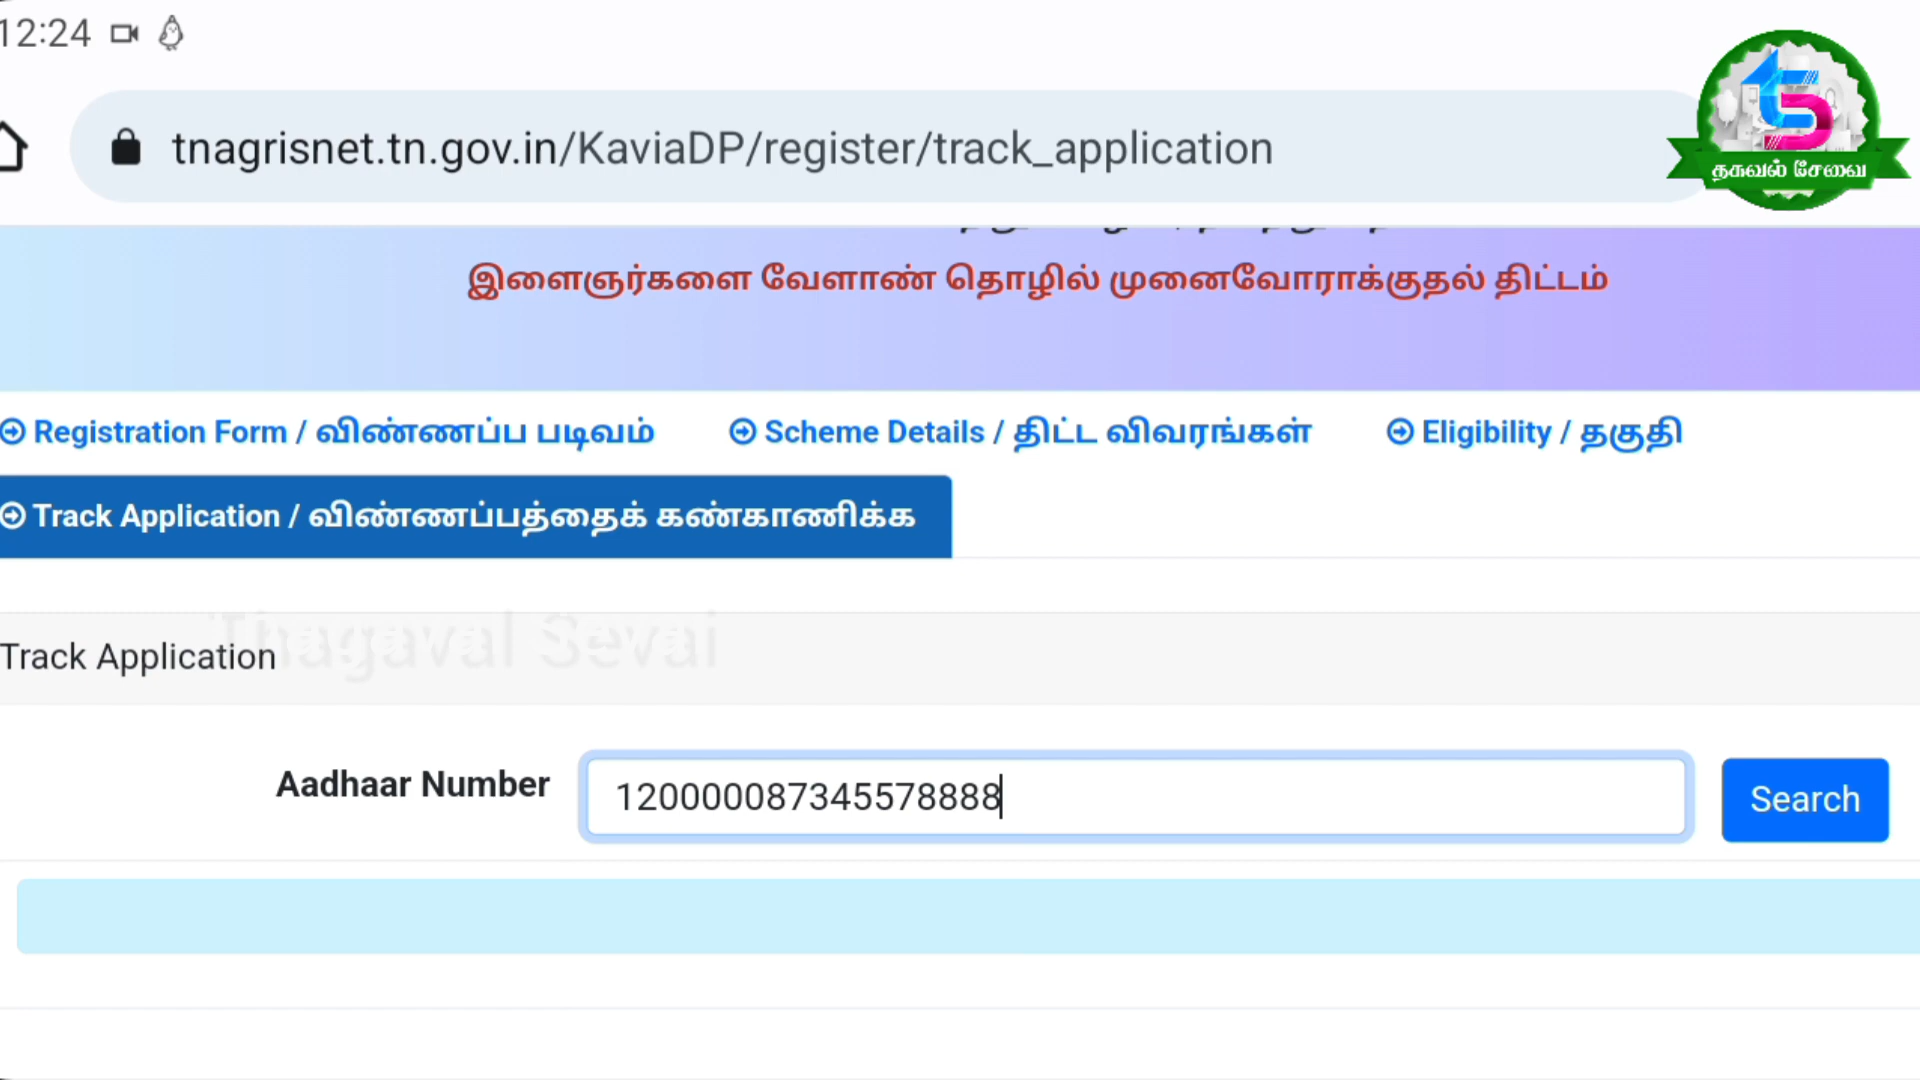 12:24
தகவல் சேவை
tnagrisnet.tn.gov.in/KaviaDP/register/track_application
இளைஞர்களை வேளாண் தொழில் முனைவோராக்குதல் திட்டம்
Registration Form / விண்ணப்ப படிவம்
Scheme Details / திட்ட விவரங்கள்
Eligibility / தகுதி
Track Application / விண்ணப்பத்தைக் கண்காணிக்க
Thagaval Sevai
Track Application
Aadhaar Number
120000087345578888
Search